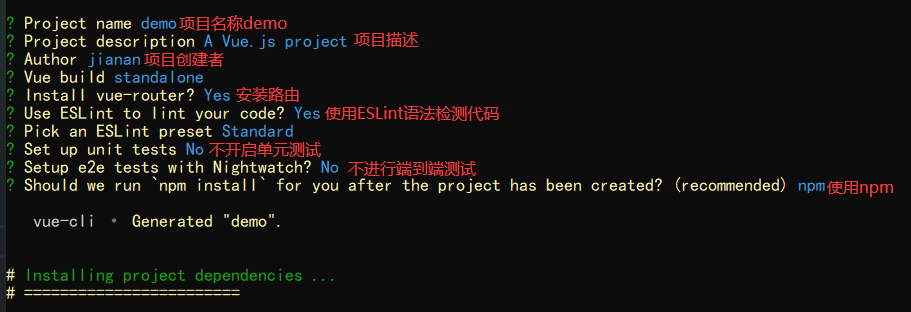 ? Project name demo项目名称demo
? Project description A Vue.js project 项目描述
? Author jianan项目创建者
? Vue build standalone
? Install vue-router? Yes 安装路由
? Use ESLint to lint your code? Yes 使用ESLint语法检测代码
? Pick an ESLint preset Standard
? Set up unit tests No 不开启单元测试
? Setup e2e tests with Nightwatch? No 不进行端到端测试
? Should we run `npm install` for you after the project has been created? (recommended) npm使用npm
vue-cli · Generated "demo".
# Installing project dependencies ...
# ========================